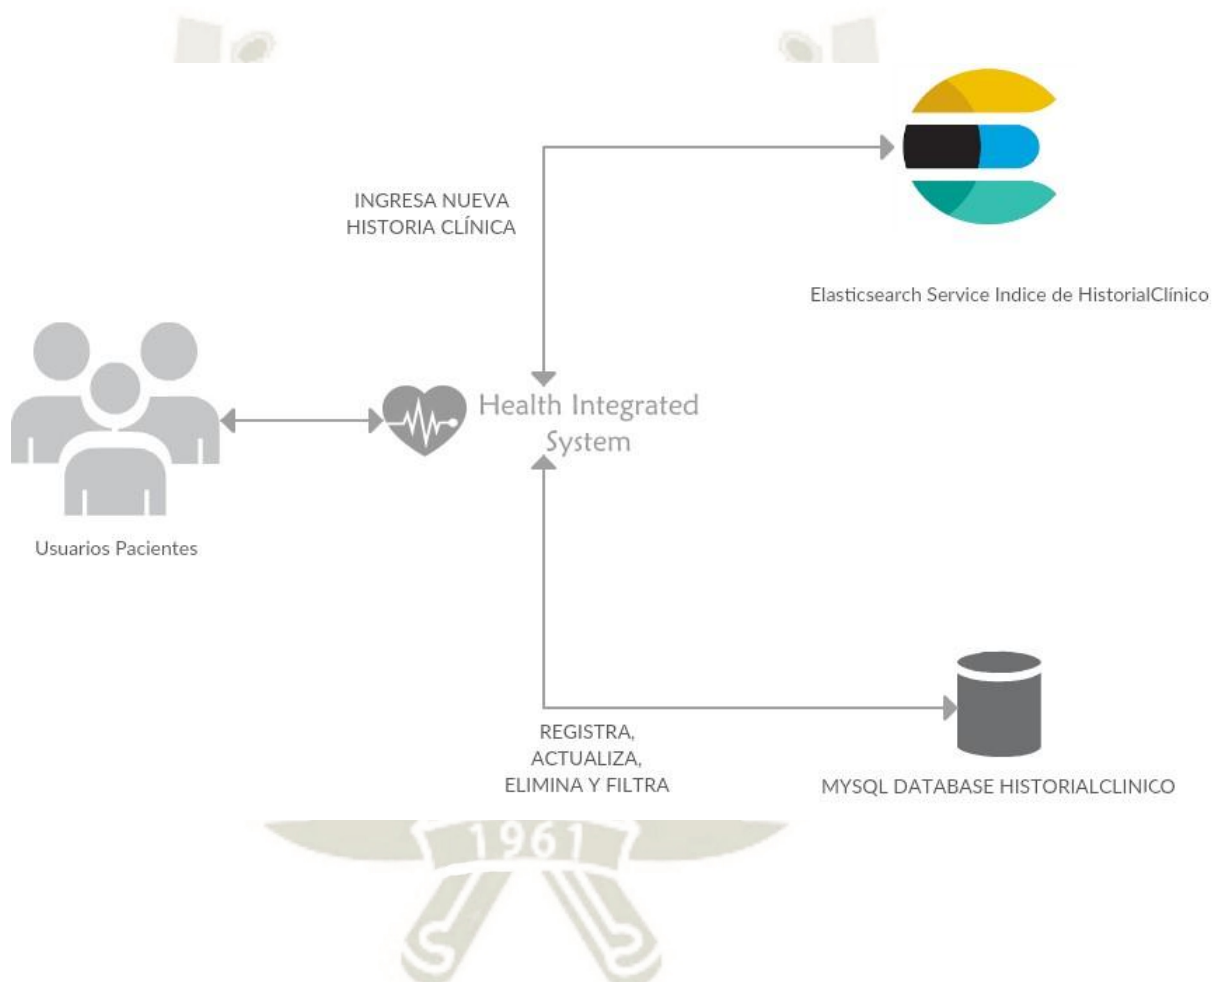 INGRESA NUEVA
HISTORIA CLÍNICA
Elasticsearch Service Indice de HistorialClínico
Health Integrated
System
Usuarios Pacientes
REGISTRA,
ACTUALIZA,
ELIMINA Y FILTRA
MYSQL DATABASE HISTORIALCLINICO
1961